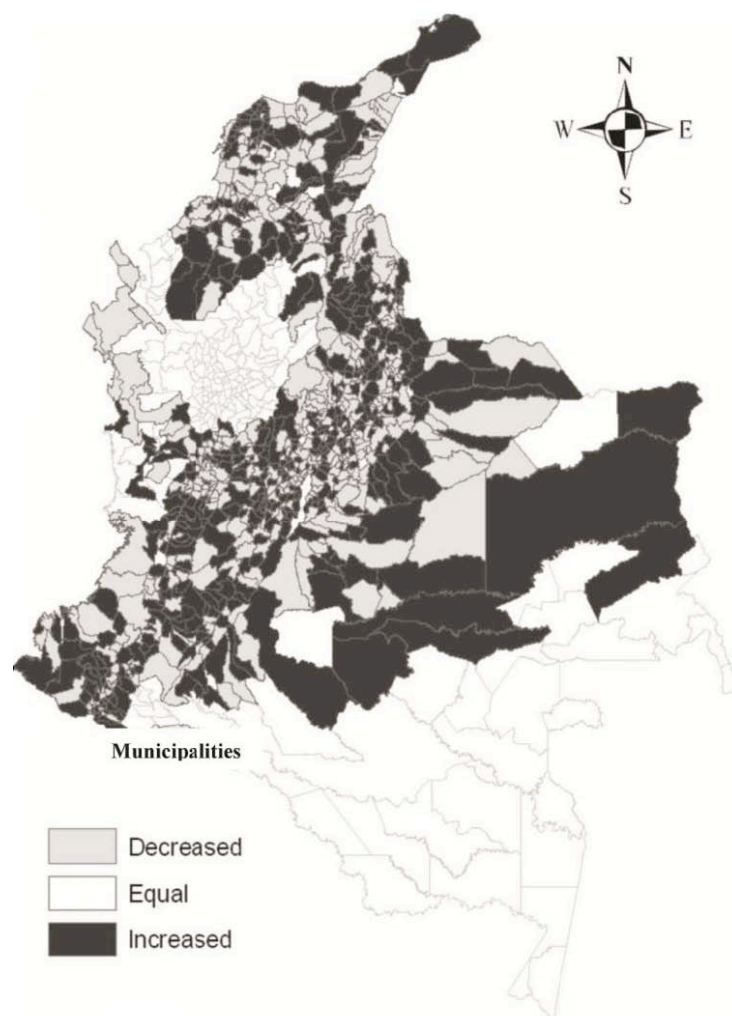 N
W E
S
Municipalities
Decreased
Equal
Increased